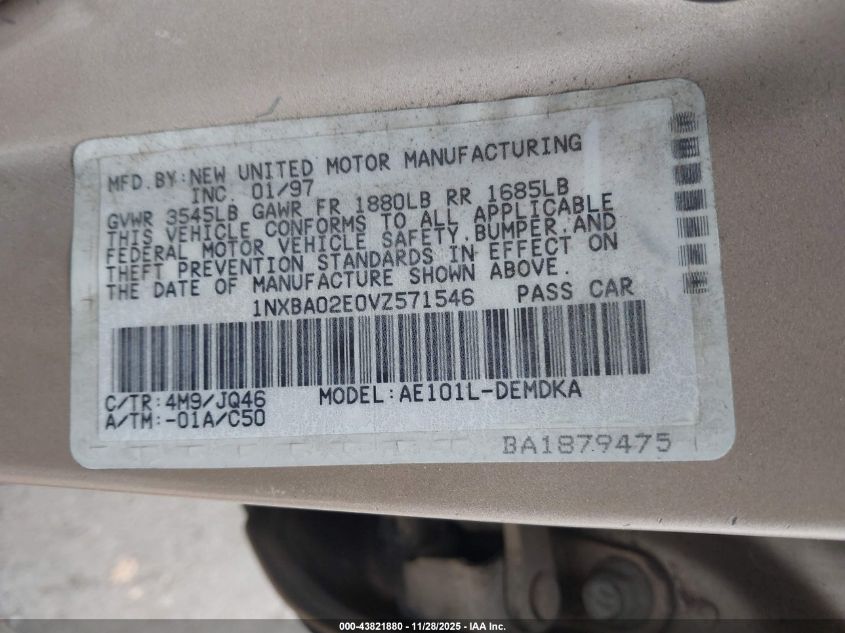 MFD.BY:NEW UNITED MOTOR MANUFACTURING
INC. 01/97
GVWR 3545LB GAWR FR 1880LB RR 1685LB
THIS VEHICLE CONFORMS TO ALL APPLICABLE
FEDERAL MOTOR VEHICLE SAFETY,BUMPER,AND
THEFT PREVENTION STANDARDS IN EFFECT ON
THE DATE OF MANUFACTURE SHOWN ABOVE.
1NXBA02E0VZ571546 PASS CAR
C/TR:4M9/JQ46 MODEL:AE101L-DEMDKA
A/TM:-01A/C50
BA1879475
000-43821880 — 11/28/2025 — IAA Inc.